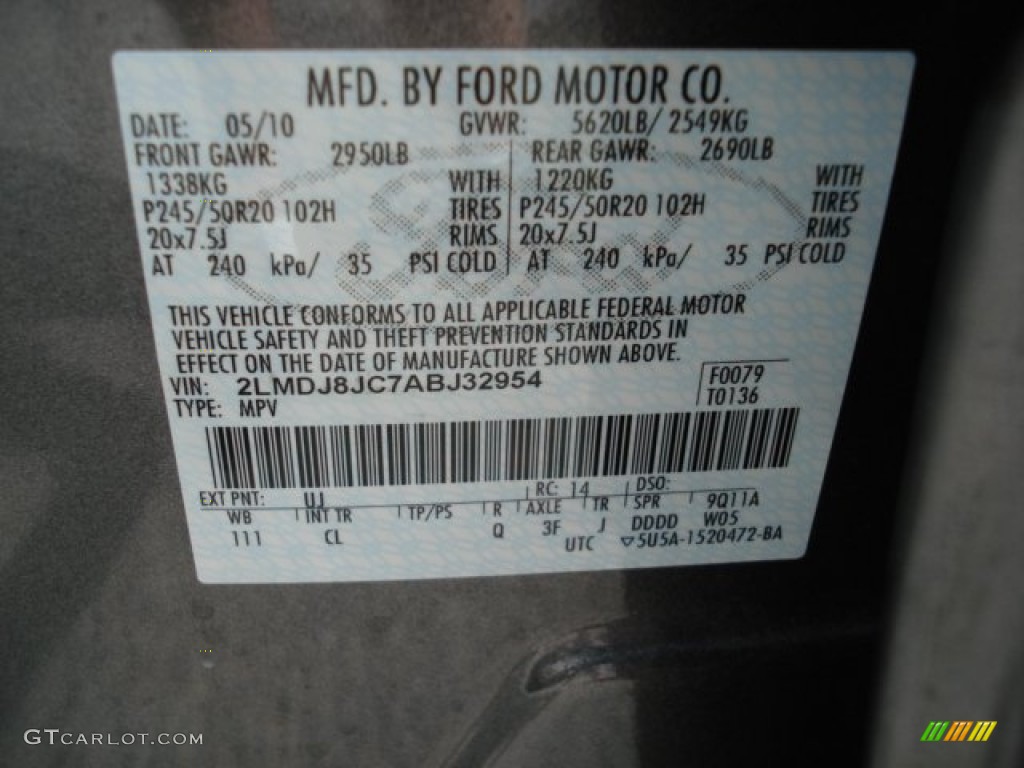 MFD. BY FORD MOTOR CO.
DATE: 05/10 GVWR: 5620LB/ 2549KG
FRONT GAWR: 2950LB REAR GAWR: 2690LB
1338KG WITH 1220KG WITH
P245/50R20 102H TIRES P245/50R20 102H TIRES
20x7.5J RIMS 20x7.5J RIMS
AT 240 kPa/ 35 PSI COLD AT 240 kPa/ 35 PSI COLD
THIS VEHICLE CONFORMS TO ALL APPLICABLE FEDERAL MOTOR
VEHICLE SAFETY AND THEFT PREVENTION STANDARDS IN
EFFECT ON THE DATE OF MANUFACTURE SHOWN ABOVE.
VIN: 2LMDJ8JC7ABJ32954 F0079
TYPE: MPV T0136
EXT PNT: UJ RC: 14 DSO:
WB INT TR TP/PS R AXLE TR SPR 9Q11A
111 CL Q 3F J DDDD W05
UTC ▽5U5A-1520472-BA
GTCARLOT.COM